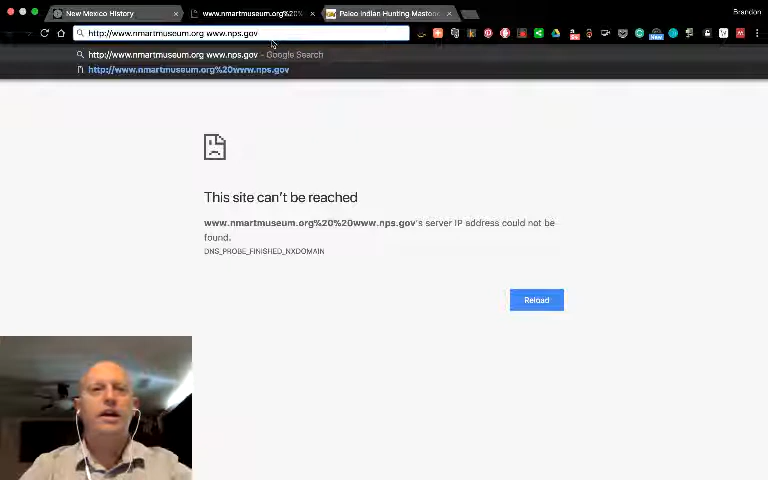 New Mexico History
www.nmartmuseum.org%20%
Paleo Indian Hunting Mastodon
Brandon
http://www.nmartmuseum.org www.nps.gov
http://www.nmartmuseum.org www.nps.gov - Google Search
http://www.nmartmuseum.org%20www.nps.gov
This site can't be reached
www.nmartmuseum.org%20%20www.nps.gov's server IP address could not be
found.
DNS_PROBE_FINISHED_NXDOMAIN
Reload